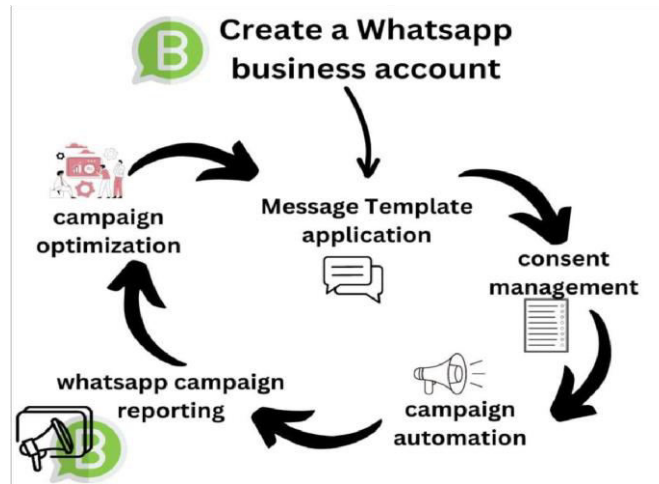 B
Create a Whatsapp
business account
Message Template
application
consent
management
campaign
automation
whatsapp campaign
reporting
B
campaign
optimization